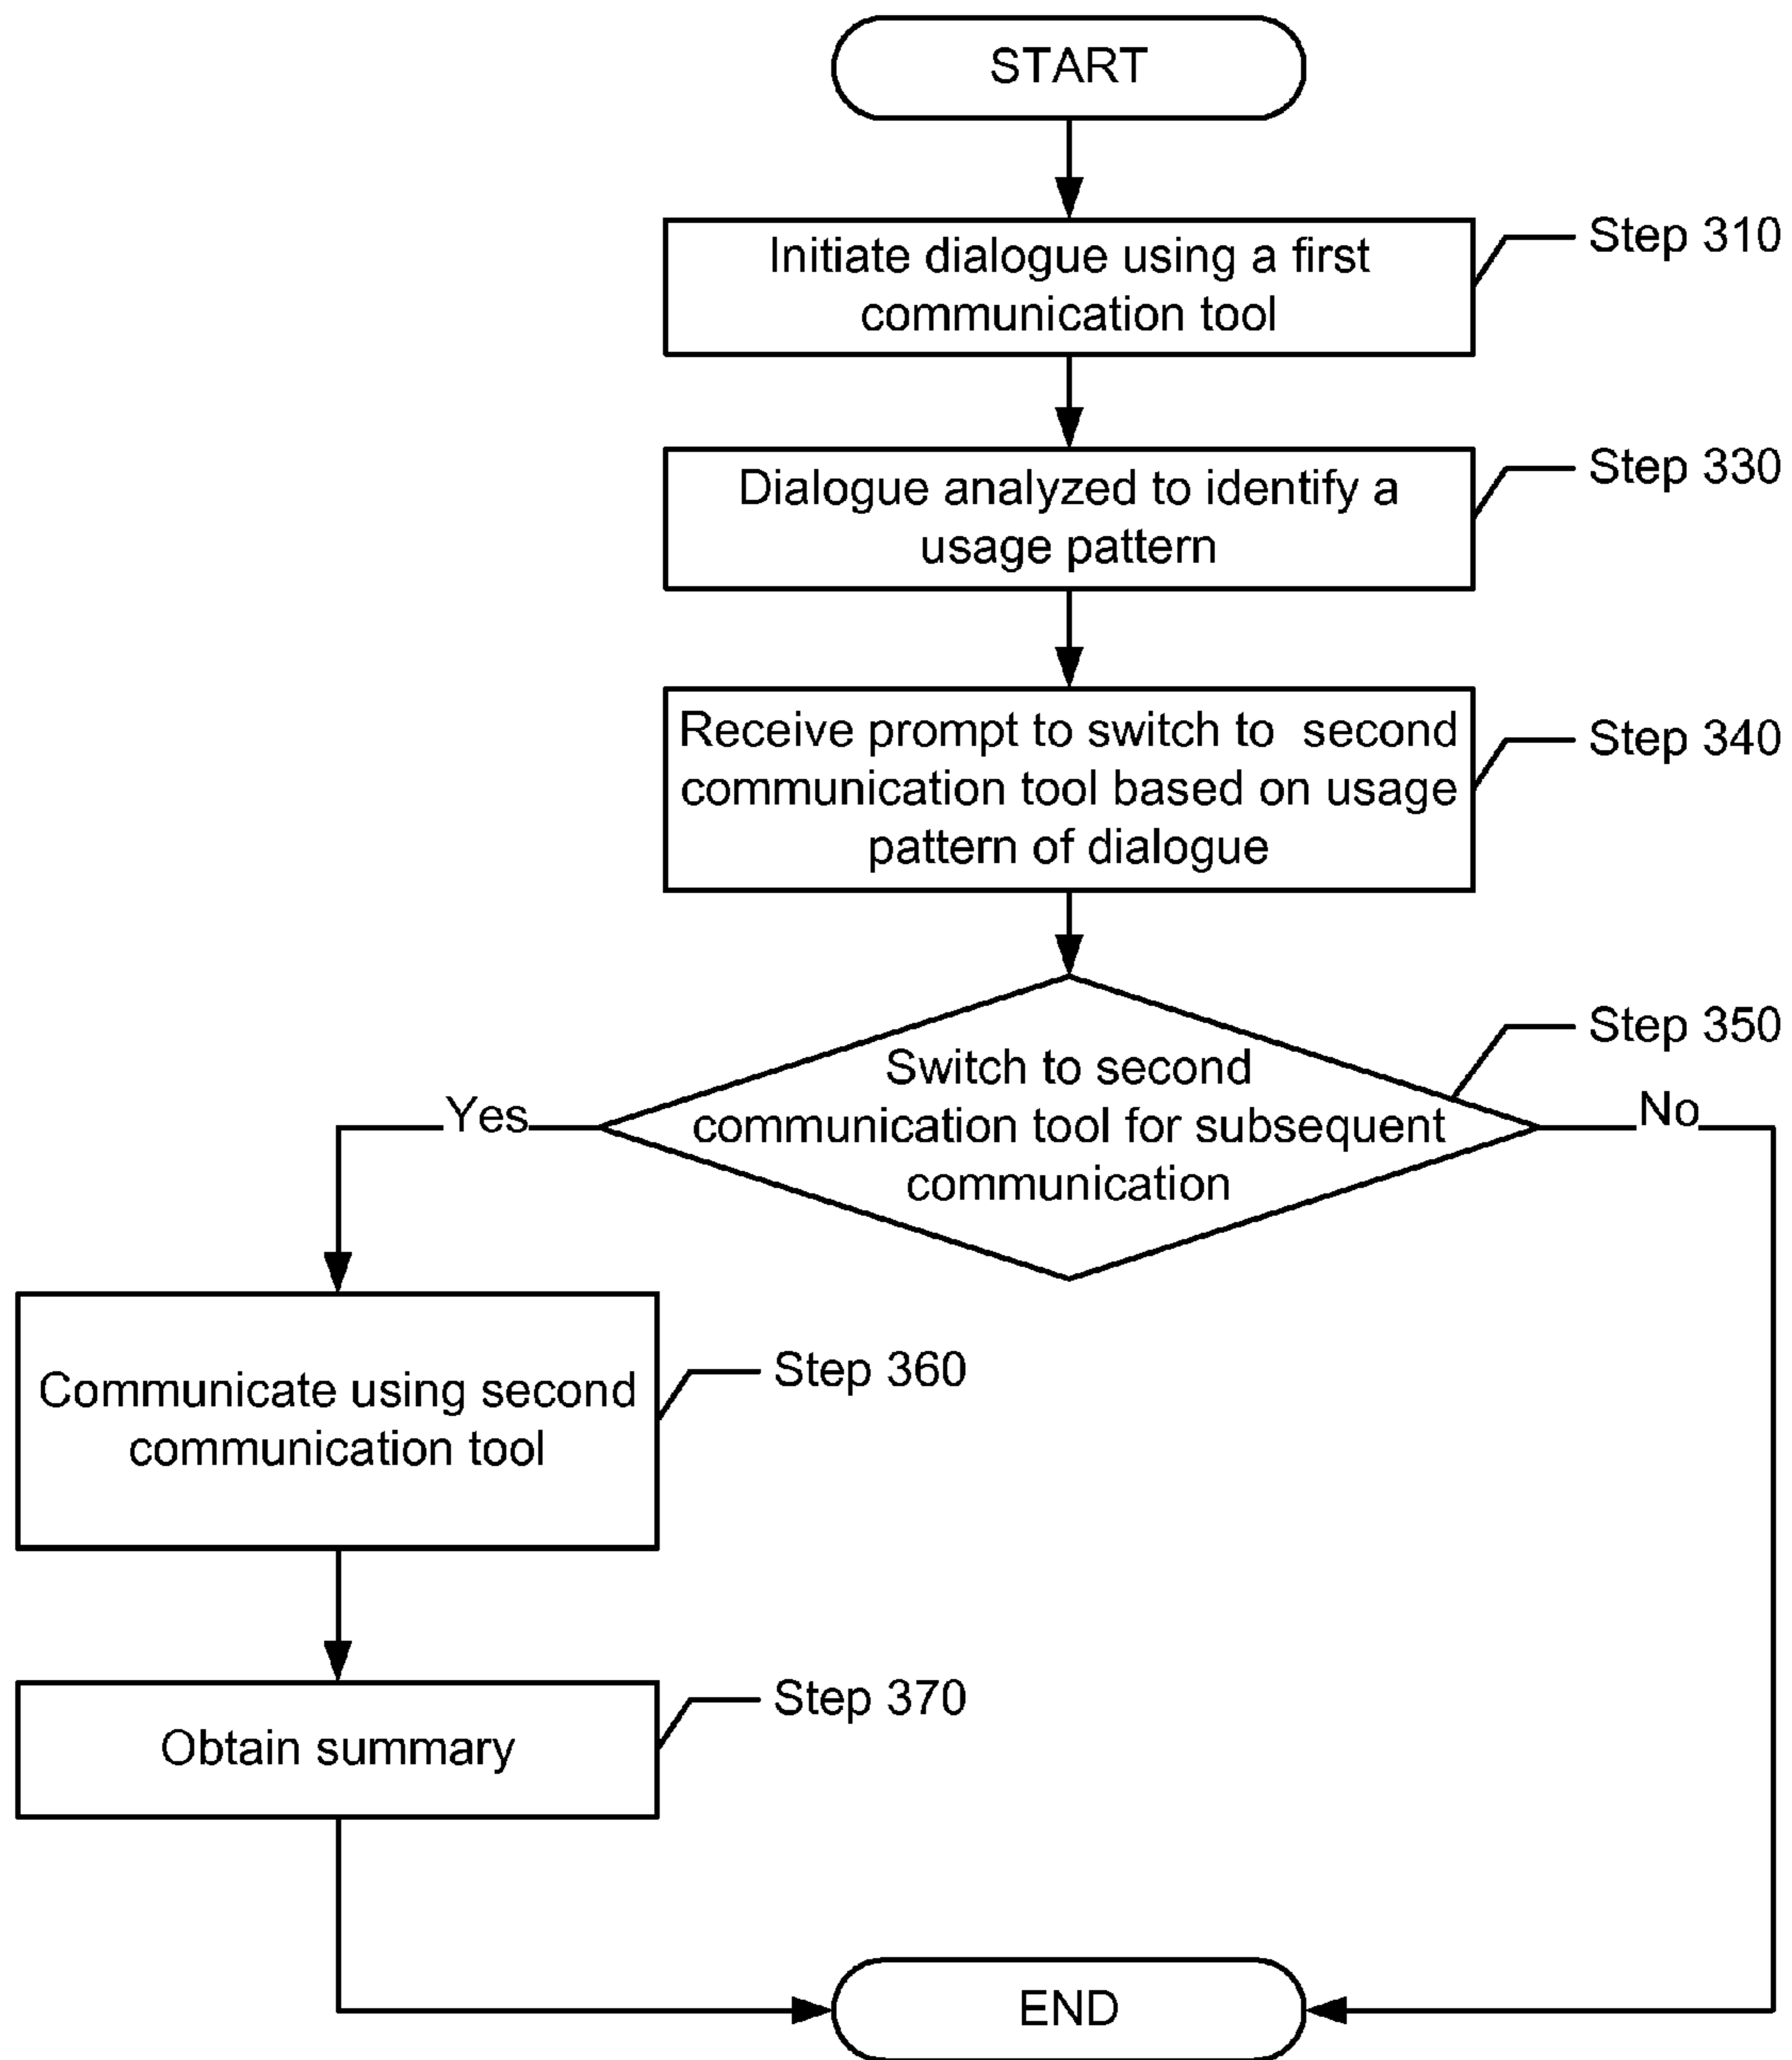 START
Initiate dialogue using a first
communication tool
Step 310
Dialogue analyzed to identify a
usage pattern
Step 330
Receive prompt to switch to second
communication tool based on usage
pattern of dialogue
Step 340
Switch to second
communication tool for subsequent
communication
Step 350
Yes
No
Communicate using second
communication tool
Step 360
Obtain summary
Step 370
END